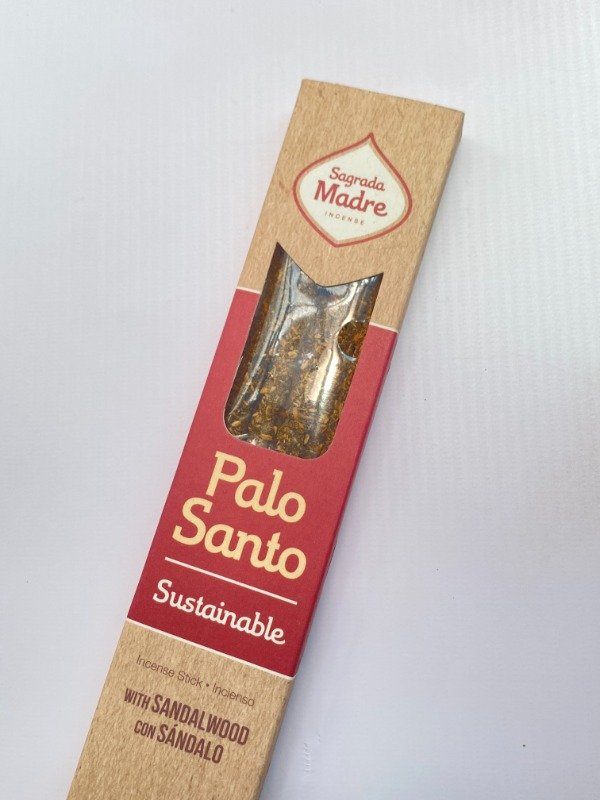 Sagrada
Madre
INCENSE
Palo
Santo
Sustainable
Incense Stick • Incienso
WITH SANDALWOOD
CON SÁNDALO